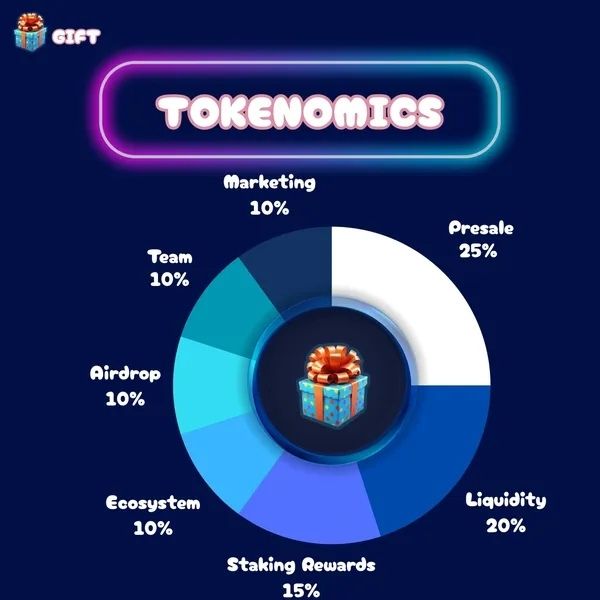 GIFT
TOKENOMICS
Marketing
10%
Presale
25%
Team
10%
Airdrop
10%
Liquidity
20%
Ecosystem
10%
Staking Rewards
15%